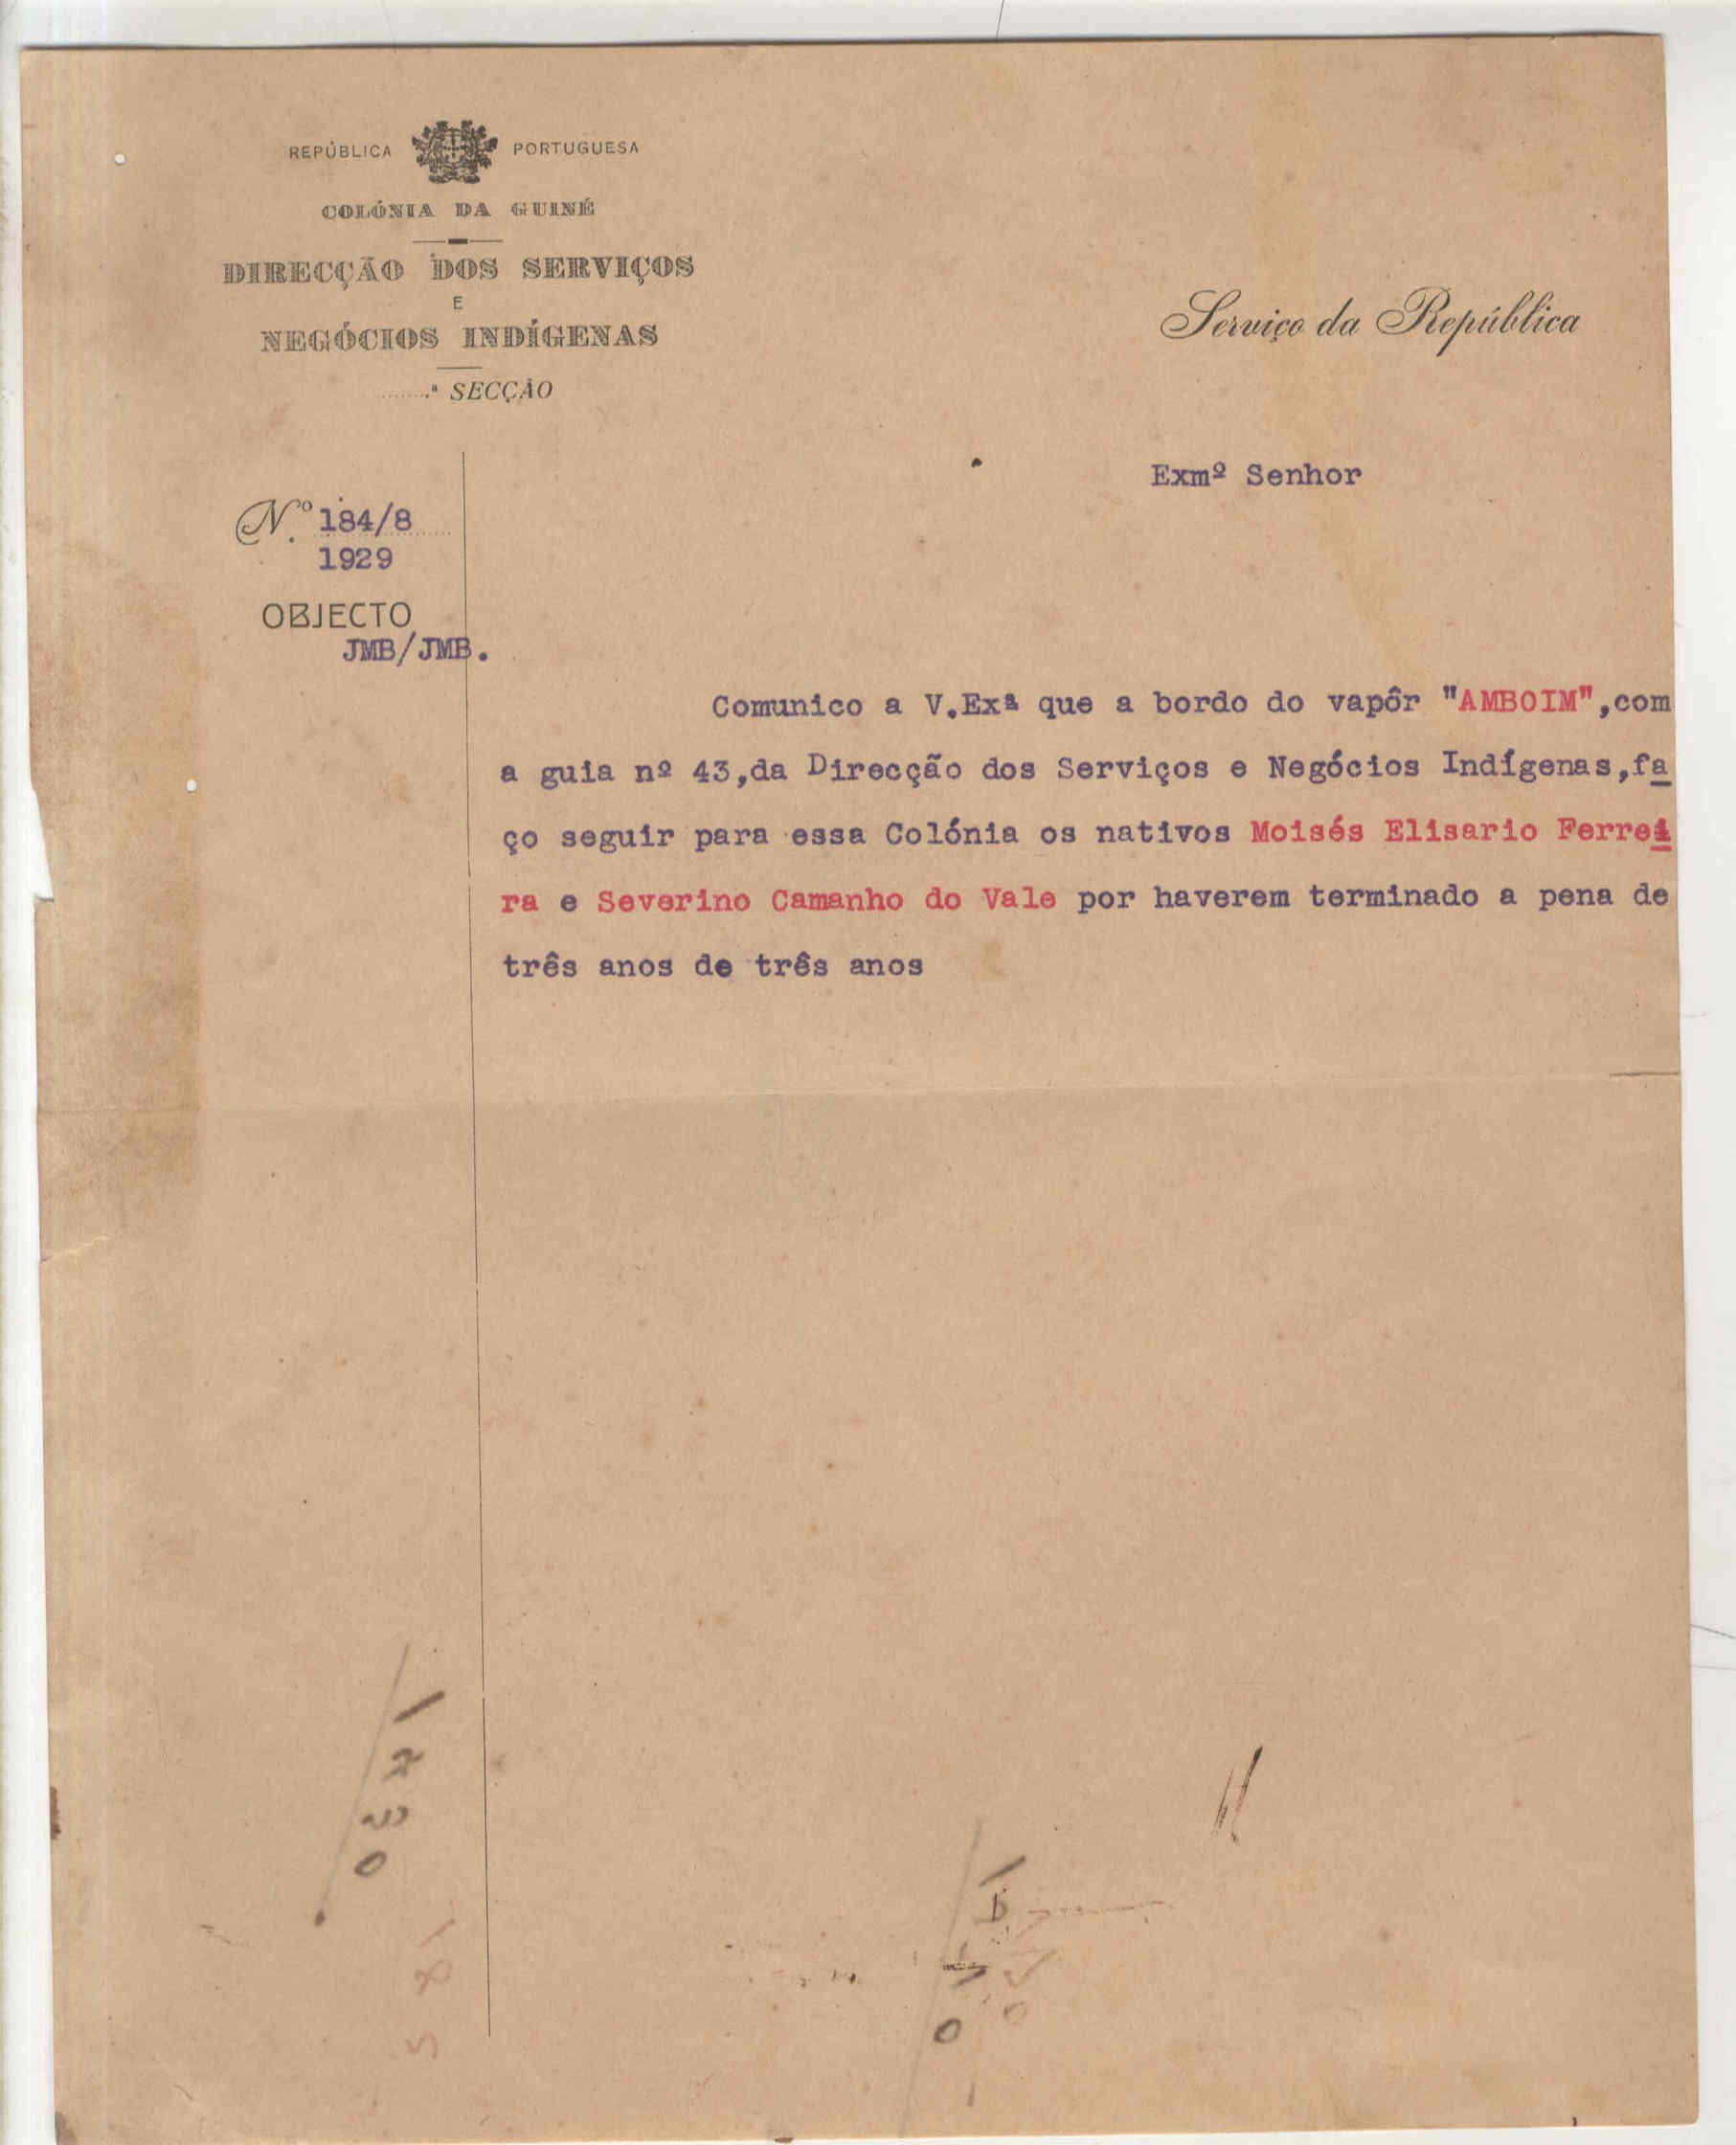 REPÚBLICA PORTUGUESA
COLÓNIA DA GUINÉ
DIRECÇÃO DOS SERVIÇOS
E
NEGÓCIOS INDÍGENAS
.ª SECÇÃO
Serviço da República
Exmº Senhor
N.º 184/8
1929
OBJECTO
JMB/JMB.
Comunico a V.Exª que a bordo do vapôr "AMBOIM",com
a guia nº 43,da Direcção dos Serviços e Negócios Indígenas,fa
ço seguir para essa Colónia os nativos Moisés Elisario Ferrei
ra e Severino Camanho do Vale por haverem terminado a pena de
três anos de três anos
1230